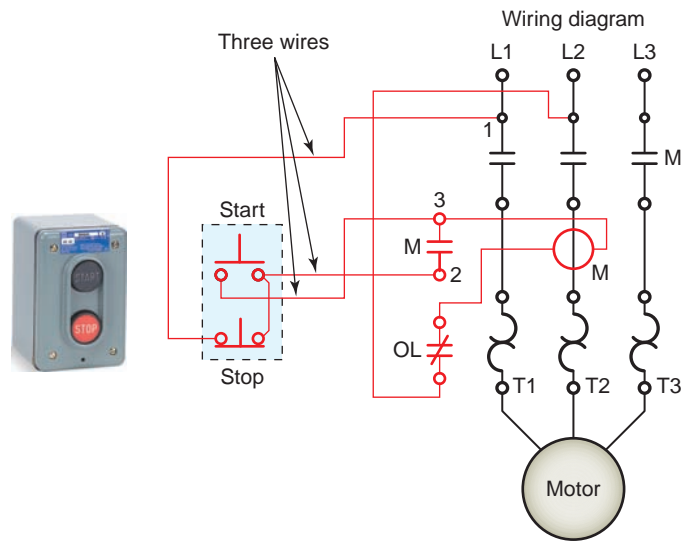 Wiring diagram
Three wires
L1 L2 L3
1
M
Start
3
M
2
M
START
STOP
OL
Stop
T1 T2 T3
Motor